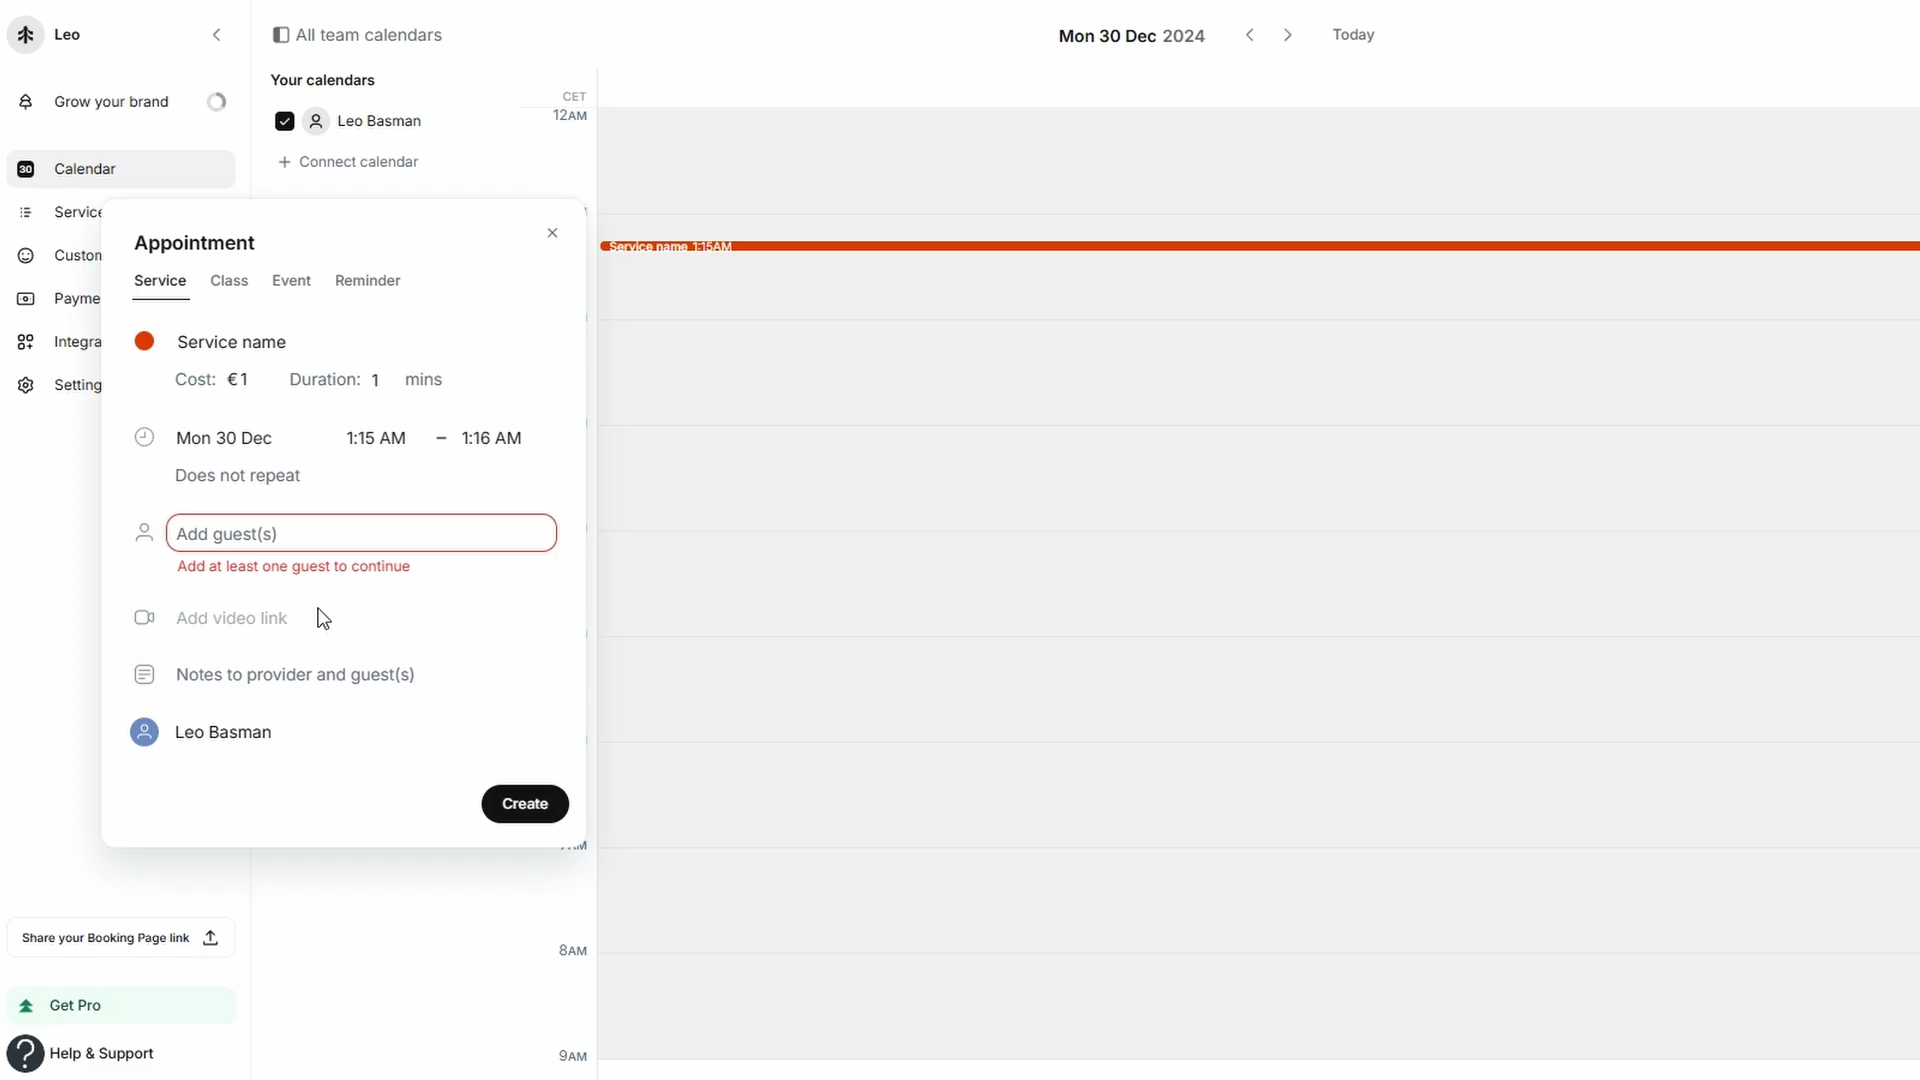 Leo
Grow your brand
30 Calendar
Service
Custom
Payme
Integra
Setting
Share your Booking Page link
Get Pro
Help & Support
All team calendars
Your calendars
Leo Basman
Connect calendar
Mon 30 Dec 2024
Today
CET
12AM
Service name 1:15AM
Appointment
Service Class Event Reminder
Service name
Cost: €1 Duration: 1 mins
Mon 30 Dec 1:15 AM – 1:16 AM
Does not repeat
Add guest(s)
Add at least one guest to continue
Add video link
Notes to provider and guest(s)
Leo Basman
Create
8AM
9AM